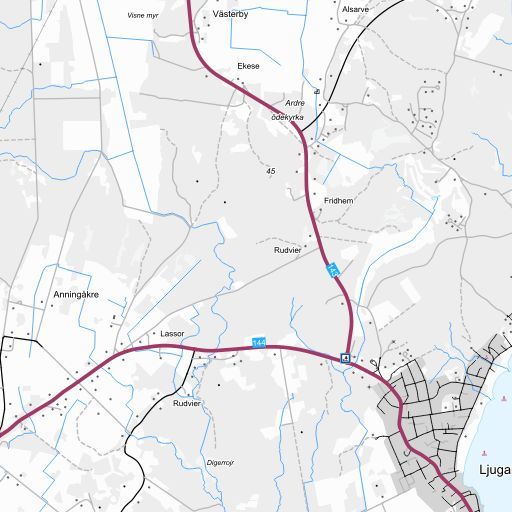 Visne myr
Västerby
Alsarve
Ekese
Ardre
ödekyrka
45
Fridhem
Rudvier
143
Anningåkre
Lassor
144
Rudvier
Digerrojr
Ljuga